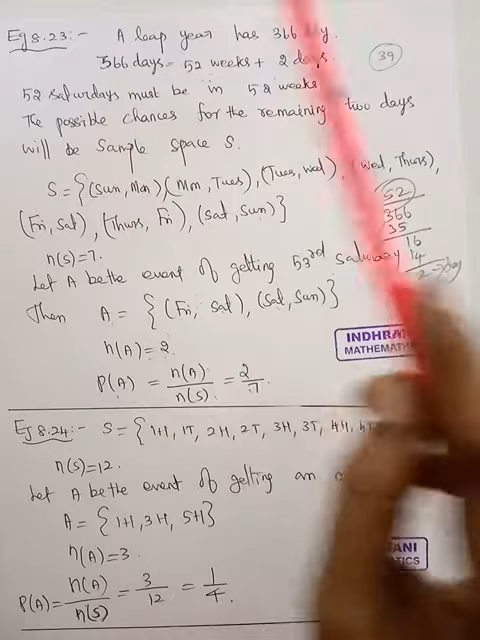 Eg 8.23:- A leap year has 366 day.
366 days = 52 weeks + 2 days.
39
52 Saturdays must be in 52 weeks
The possible chances for the remaining two days
will be Sample Space S.
S = {(Sun, Mon) (Mon, Tues), (Tues, Wed), (Wed, Thurs),
(Fri, Sat), (Thurs, Fri), (Sat, Sun)}
52
366
35
16
14
2
n(S)=7.
Let A be the event of getting 53rd Saturday
Then A = {(Fri, Sat), (Sat, Sun)}
n(A)=2
P(A) = n(A)/n(S) = 2/7.
INDHRA
MATHEMAT
Eg 8.24:- S = {1H, 1T, 2H, 2T, 3H, 3T, 4H, 4T
n(S)=12.
Let A be the event of getting an
A = {1H, 3H, 5H}
n(A)=3.
P(A) = n(A)/n(S) = 3/12 = 1/4.
TANI
TICS